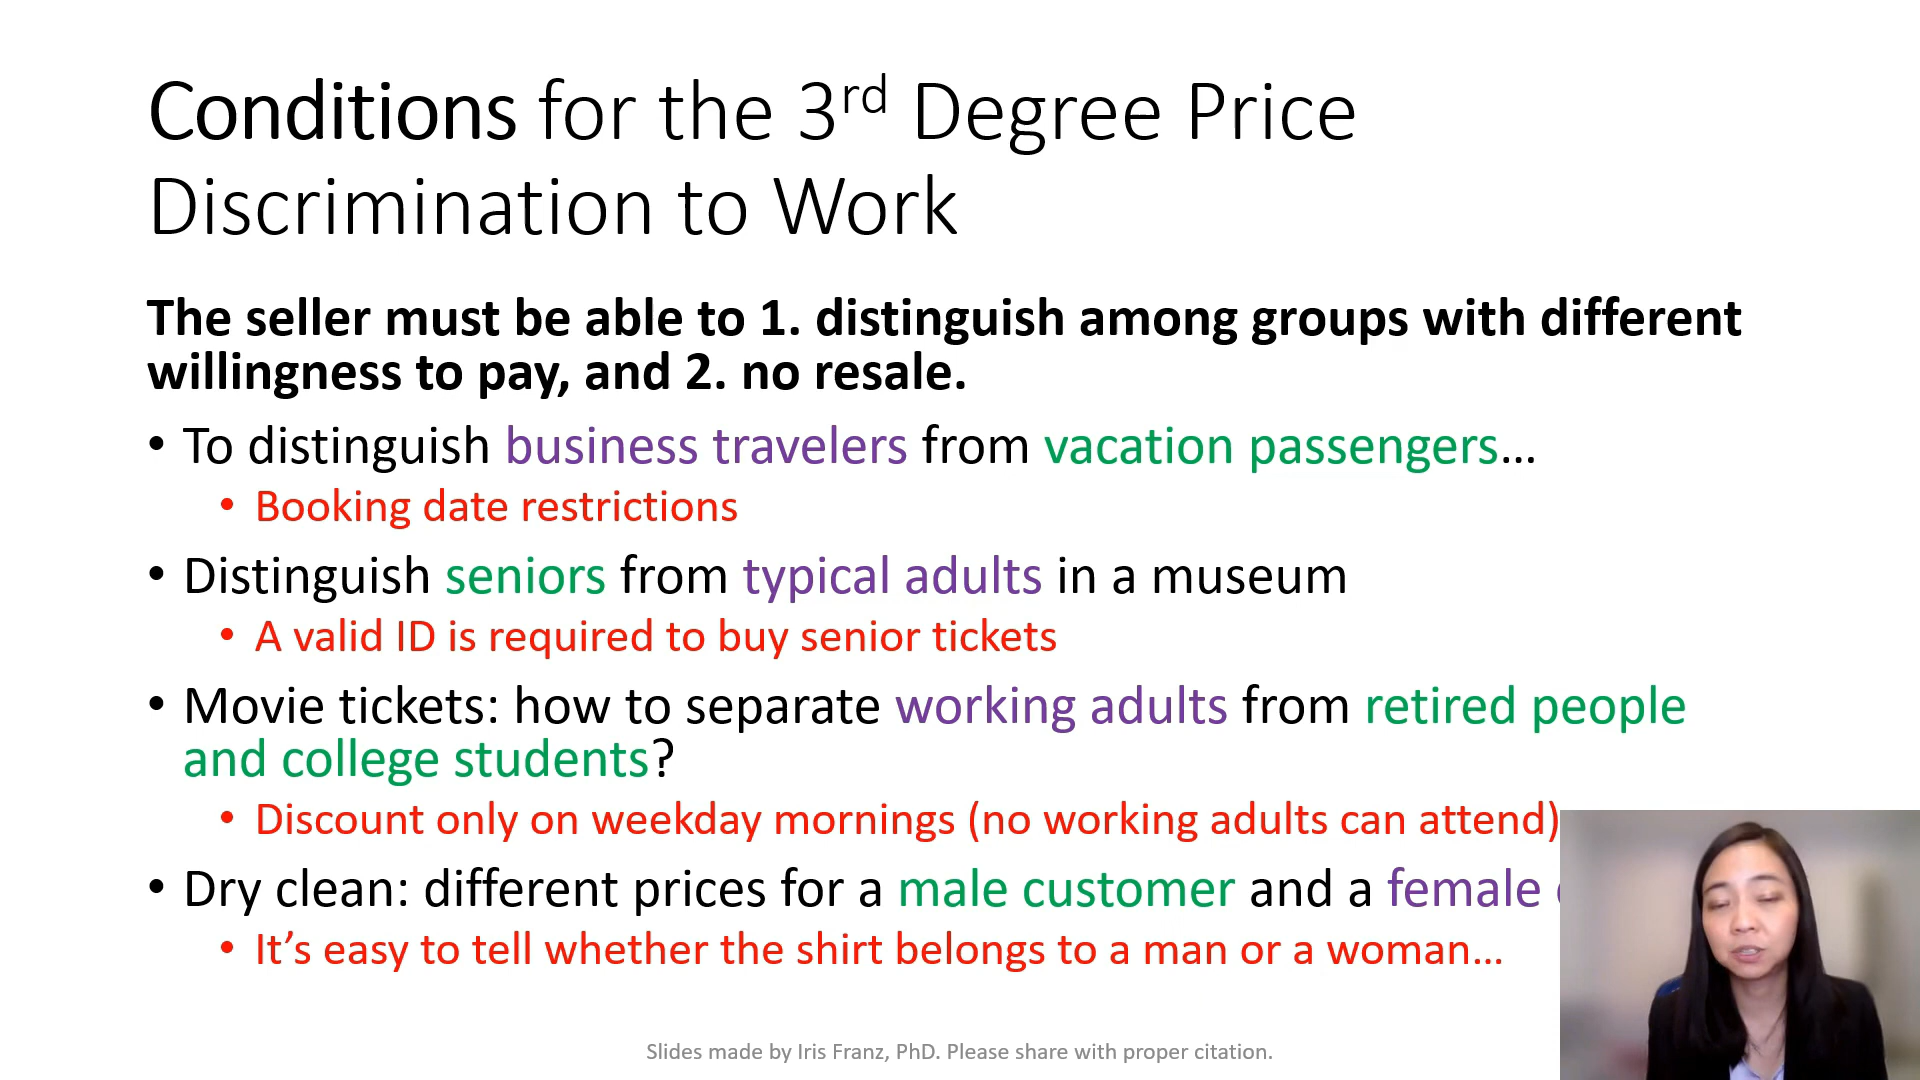 Conditions for the 3rd Degree Price
Discrimination to Work
The seller must be able to 1. distinguish among groups with different
willingness to pay, and 2. no resale.
• To distinguish business travelers from vacation passengers…
• Booking date restrictions
• Distinguish seniors from typical adults in a museum
• A valid ID is required to buy senior tickets
• Movie tickets: how to separate working adults from retired people
and college students?
• Discount only on weekday mornings (no working adults can attend)
• Dry clean: different prices for a male customer and a female
• It’s easy to tell whether the shirt belongs to a man or a woman…
Slides made by Iris Franz, PhD. Please share with proper citation.